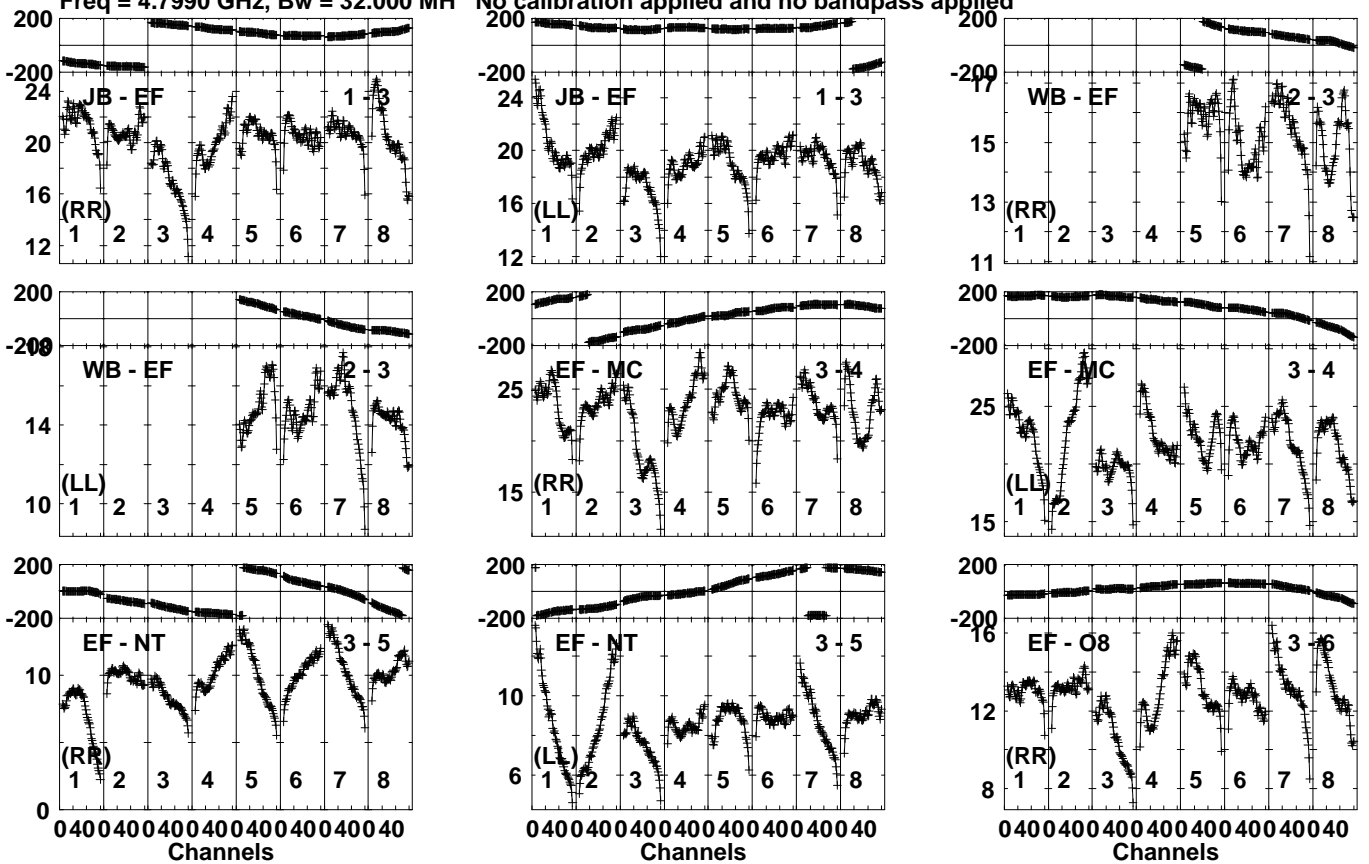 Freq = 4.7990 GHz, Bw = 32.000 MH No calibration applied and no bandpass applied
200
-200
24
20
16
12
JB - EF
1 - 3
(RR)
1 2 3 4 5 6 7 8
200
-200
24
20
16
12
JB - EF
1 - 3
(LL)
1 2 3 4 5 6 7 8
200
-200
17
15
13
11
WB - EF
2 - 3
(RR)
1 2 3 4 5 6 7 8
200
-200
18
14
10
WB - EF
2 - 3
(LL)
1 2 3 4 5 6 7 8
200
-200
25
15
EF - MC
3 - 4
(RR)
1 2 3 4 5 6 7 8
200
-200
25
15
EF - MC
3 - 4
(LL)
1 2 3 4 5 6 7 8
200
-200
10
0
EF - NT
3 - 5
(RR)
1 2 3 4 5 6 7 8
0 40 0 40 0 40 0 40 0 40 0 40 0 40 0 40
Channels
200
-200
10
6
EF - NT
3 - 5
(LL)
1 2 3 4 5 6 7 8
0 40 0 40 0 40 0 40 0 40 0 40 0 40 0 40
Channels
200
-200
16
12
8
EF - O8
3 - 6
(RR)
1 2 3 4 5 6 7 8
0 40 0 40 0 40 0 40 0 40 0 40 0 40 0 40
Channels